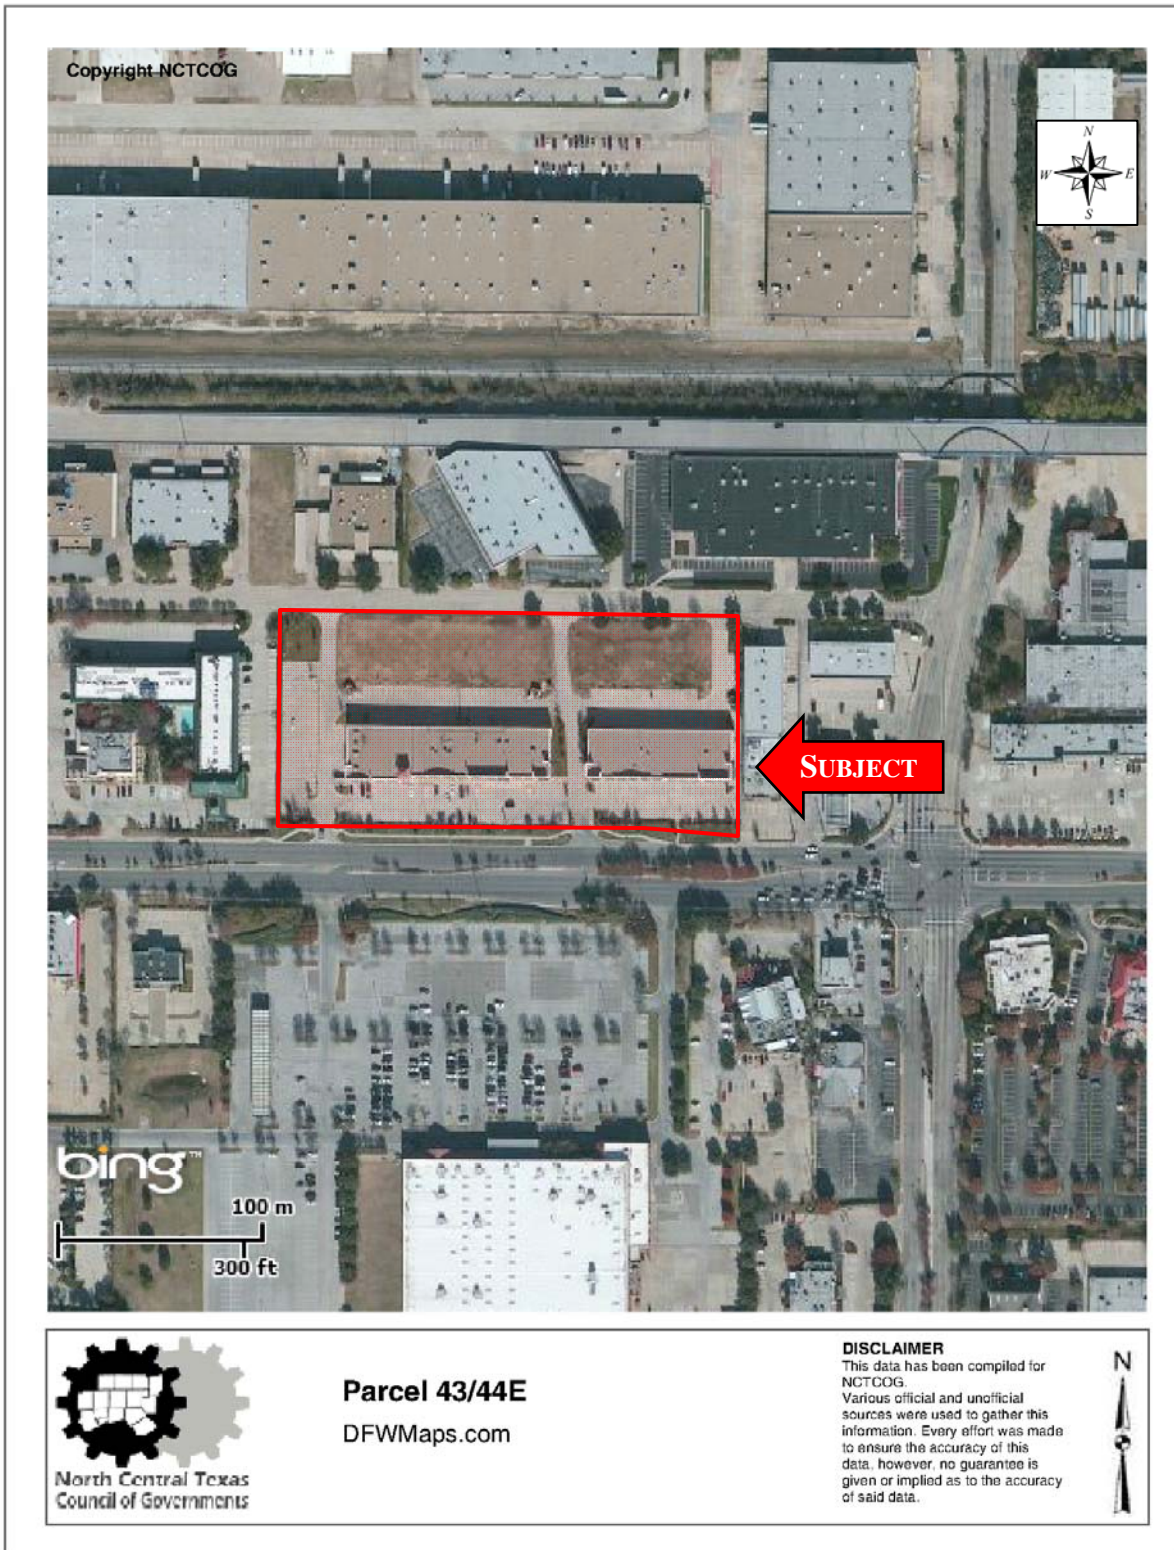 Copyright NCTCOG
N
W E
S
SUBJECT
bing™
100 m
300 ft
North Central Texas
Council of Governments
Parcel 43/44E
DFWMaps.com
DISCLAIMER
This data has been compiled for
NCTCOG.
Various official and unofficial
sources were used to gather this
information. Every effort was made
to ensure the accuracy of this
data, however, no guarantee is
given or implied as to the accuracy
of said data.
N